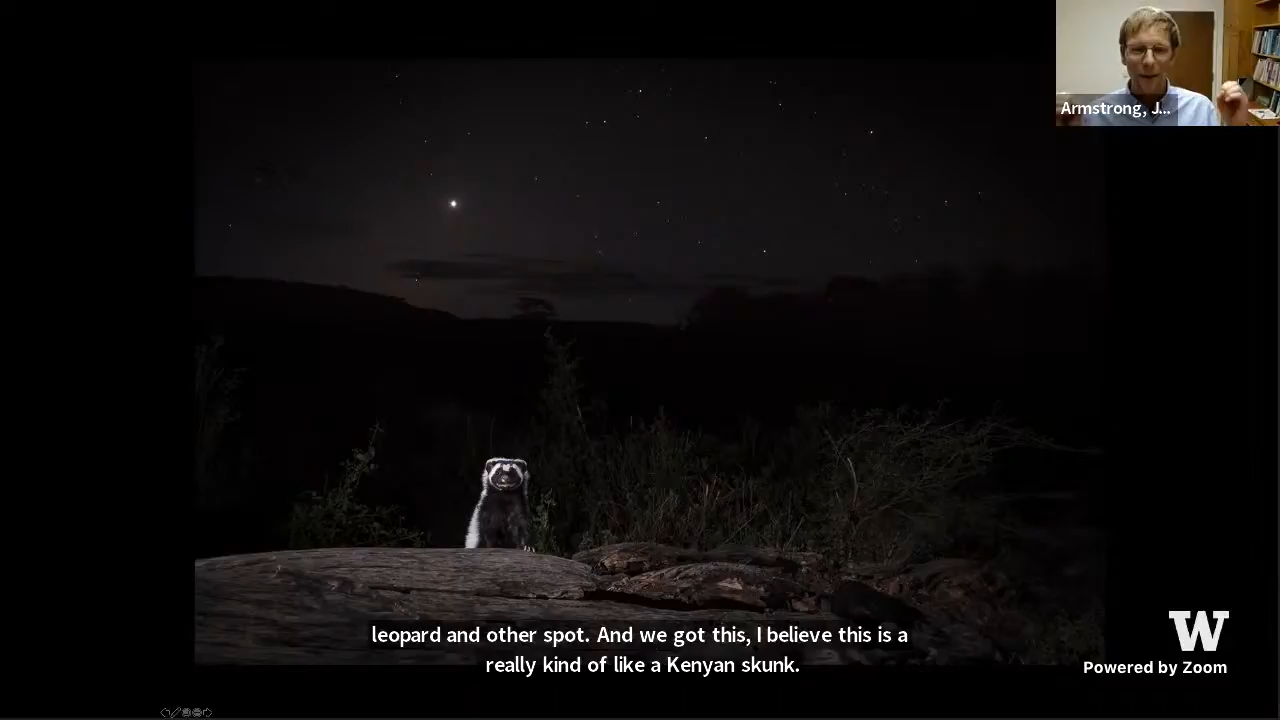 Armstrong, J...
leopard and other spot. And we got this, I believe this is a
really kind of like a Kenyan skunk.
W
Powered by Zoom